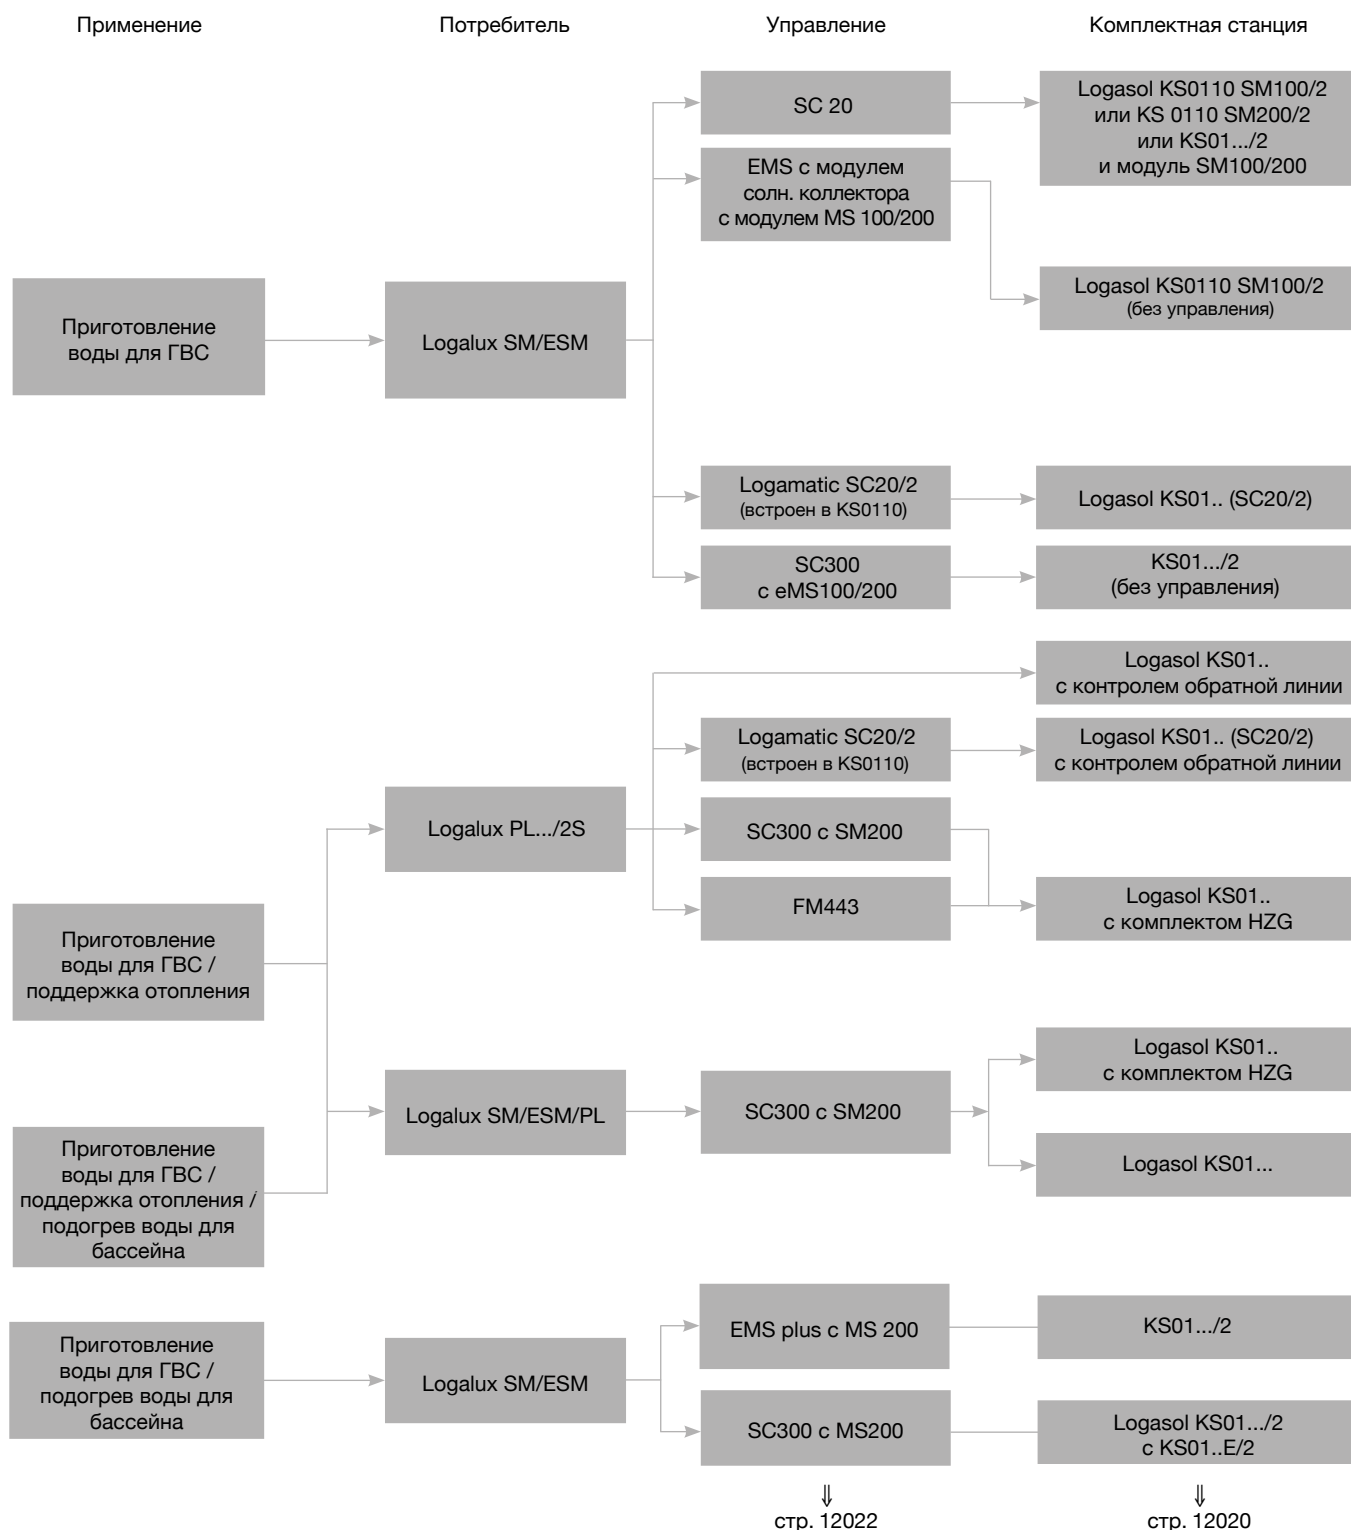 Применение
Потребитель
Управление
Комплектная станция
Приготовление
воды для ГВС
Logalux SM/ESM
SC 20
Logasol KS0110 SM100/2
или KS 0110 SM200/2
или KS01.../2
и модуль SM100/200
EMS с модулем
солн. коллектора
с модулем MS 100/200
Logasol KS0110 SM100/2
(без управления)
Logamatic SC20/2
(встроен в KS0110)
Logasol KS01.. (SC20/2)
SC300
с eMS100/200
KS01.../2
(без управления)
Приготовление
воды для ГВС /
поддержка отопления
Logalux PL.../2S
Logasol KS01..
с контролем обратной линии
Logamatic SC20/2
(встроен в KS0110)
Logasol KS01.. (SC20/2)
с контролем обратной линии
SC300 с SM200
FM443
Logasol KS01..
с комплектом HZG
Приготовление
воды для ГВС /
поддержка отопления /
подогрев воды для
бассейна
Logalux SM/ESM/PL
SC300 с SM200
Logasol KS01..
с комплектом HZG
Logasol KS01...
Приготовление
воды для ГВС /
подогрев воды для
бассейна
Logalux SM/ESM
EMS plus с MS 200
KS01.../2
SC300 с MS200
Logasol KS01.../2
с KS01..E/2
⇓
стр. 12022
⇓
стр. 12020